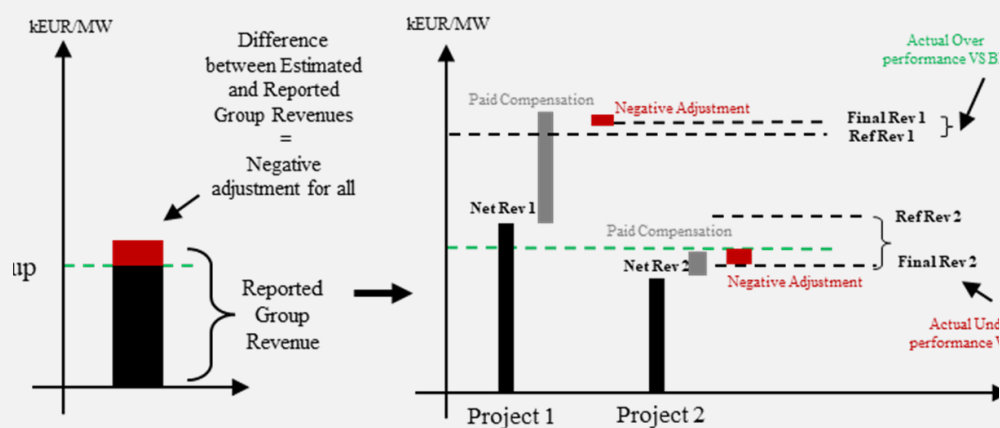 kEUR/MW
Difference
between Estimated
and Reported
Group Revenues
=
Negative
adjustment for all
Reported
Group
Revenue
kEUR/MW
Actual Over
performance VS
Paid Compensation
Negative Adjustment
Final Rev 1
Ref Rev 1
Net Rev 1
Ref Rev 2
Paid Compensation
Net Rev 2
Final Rev 2
Negative Adjustment
Actual
performance
Project 1
Project 2